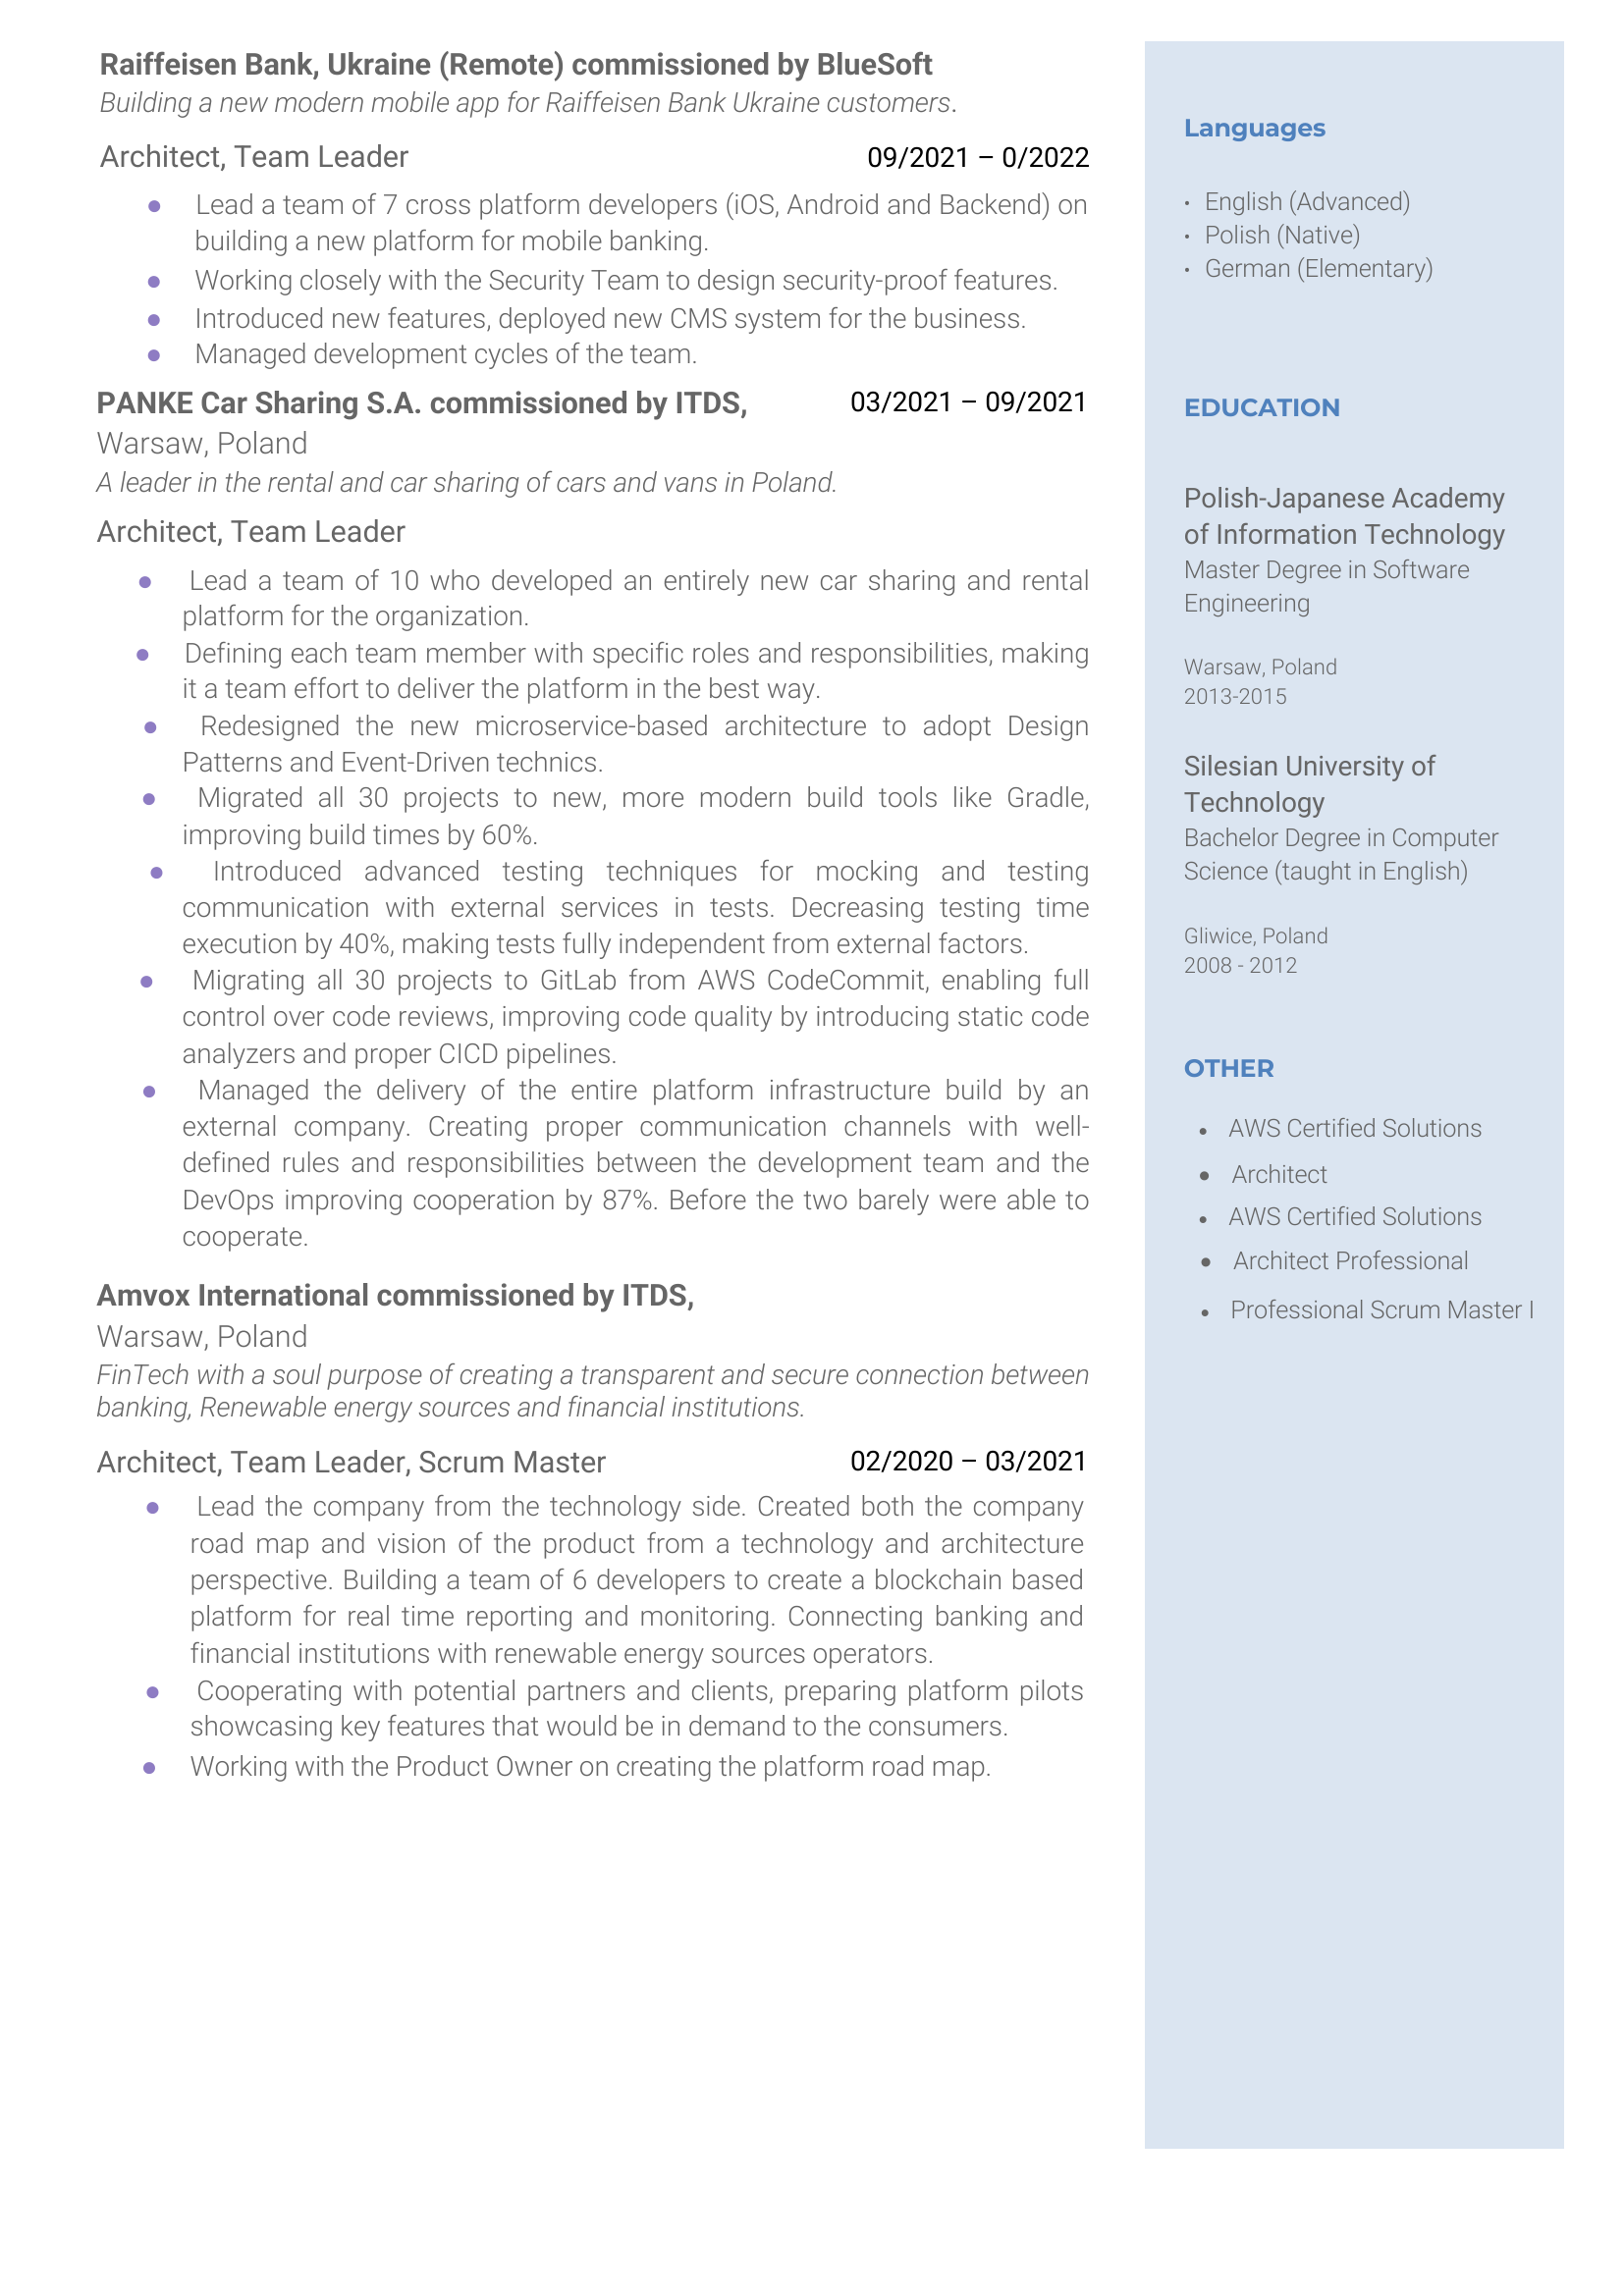 Raiffeisen Bank, Ukraine (Remote) commissioned by BlueSoft
Building a new modern mobile app for Raiffeisen Bank Ukraine customers.
Architect, Team Leader 09/2021 – 0/2022
● Lead a team of 7 cross platform developers (iOS, Android and Backend) on
building a new platform for mobile banking.
● Working closely with the Security Team to design security-proof features.
● Introduced new features, deployed new CMS system for the business.
● Managed development cycles of the team.
PANKE Car Sharing S.A. commissioned by ITDS, 03/2021 – 09/2021
Warsaw, Poland
A leader in the rental and car sharing of cars and vans in Poland.
Architect, Team Leader
● Lead a team of 10 who developed an entirely new car sharing and rental
platform for the organization.
● Defining each team member with specific roles and responsibilities, making
it a team effort to deliver the platform in the best way.
● Redesigned the new microservice-based architecture to adopt Design
Patterns and Event-Driven technics.
● Migrated all 30 projects to new, more modern build tools like Gradle,
improving build times by 60%.
● Introduced advanced testing techniques for mocking and testing
communication with external services in tests. Decreasing testing time
execution by 40%, making tests fully independent from external factors.
● Migrating all 30 projects to GitLab from AWS CodeCommit, enabling full
control over code reviews, improving code quality by introducing static code
analyzers and proper CICD pipelines.
● Managed the delivery of the entire platform infrastructure build by an
external company. Creating proper communication channels with well-
defined rules and responsibilities between the development team and the
DevOps improving cooperation by 87%. Before the two barely were able to
cooperate.
Amvox International commissioned by ITDS,
Warsaw, Poland
FinTech with a soul purpose of creating a transparent and secure connection between
banking, Renewable energy sources and financial institutions.
Architect, Team Leader, Scrum Master 02/2020 – 03/2021
● Lead the company from the technology side. Created both the company
road map and vision of the product from a technology and architecture
perspective. Building a team of 6 developers to create a blockchain based
platform for real time reporting and monitoring. Connecting banking and
financial institutions with renewable energy sources operators.
● Cooperating with potential partners and clients, preparing platform pilots
showcasing key features that would be in demand to the consumers.
● Working with the Product Owner on creating the platform road map.
Languages
• English (Advanced)
• Polish (Native)
• German (Elementary)
EDUCATION
Polish-Japanese Academy
of Information Technology
Master Degree in Software
Engineering
Warsaw, Poland
2013-2015
Silesian University of
Technology
Bachelor Degree in Computer
Science (taught in English)
Gliwice, Poland
2008 - 2012
OTHER
• AWS Certified Solutions
• Architect
• AWS Certified Solutions
• Architect Professional
• Professional Scrum Master I